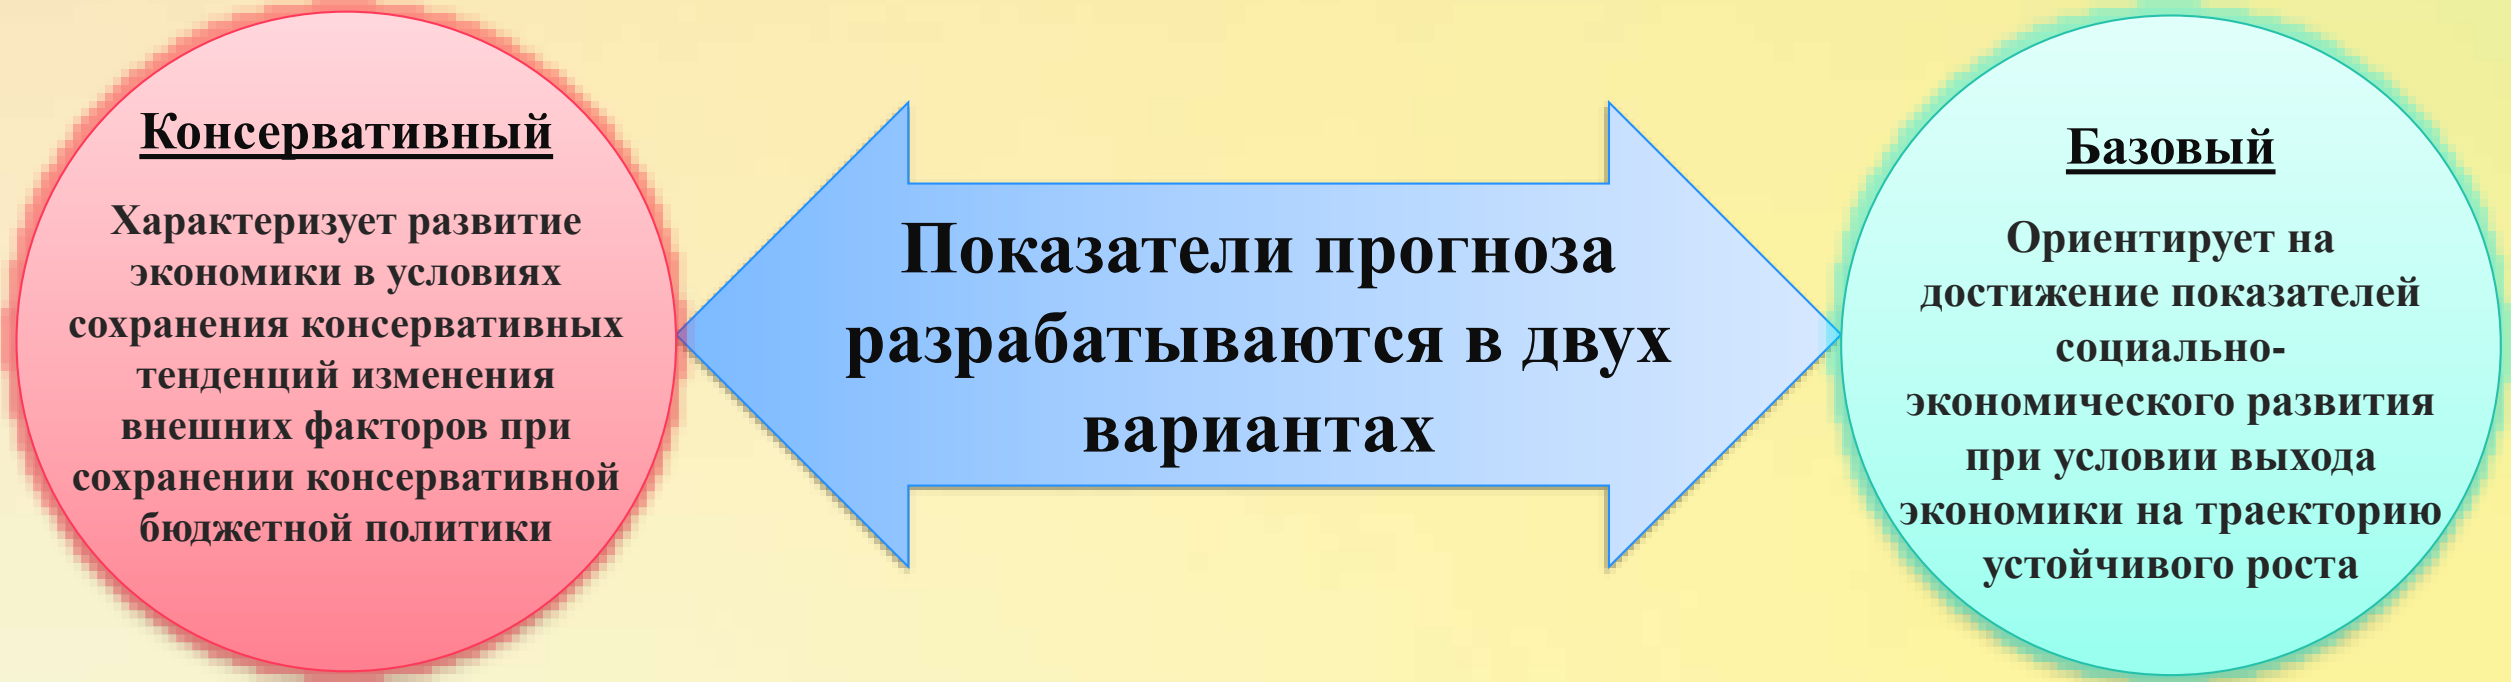 Консервативный
Характеризует развитие
экономики в условиях
сохранения консервативных
тенденций изменения
внешних факторов при
сохранении консервативной
бюджетной политики
Показатели прогноза
разрабатываются в двух
вариантах
Базовый
Ориентирует на
достижение показателей
социально-
экономического развития
при условии выхода
экономики на траекторию
устойчивого роста